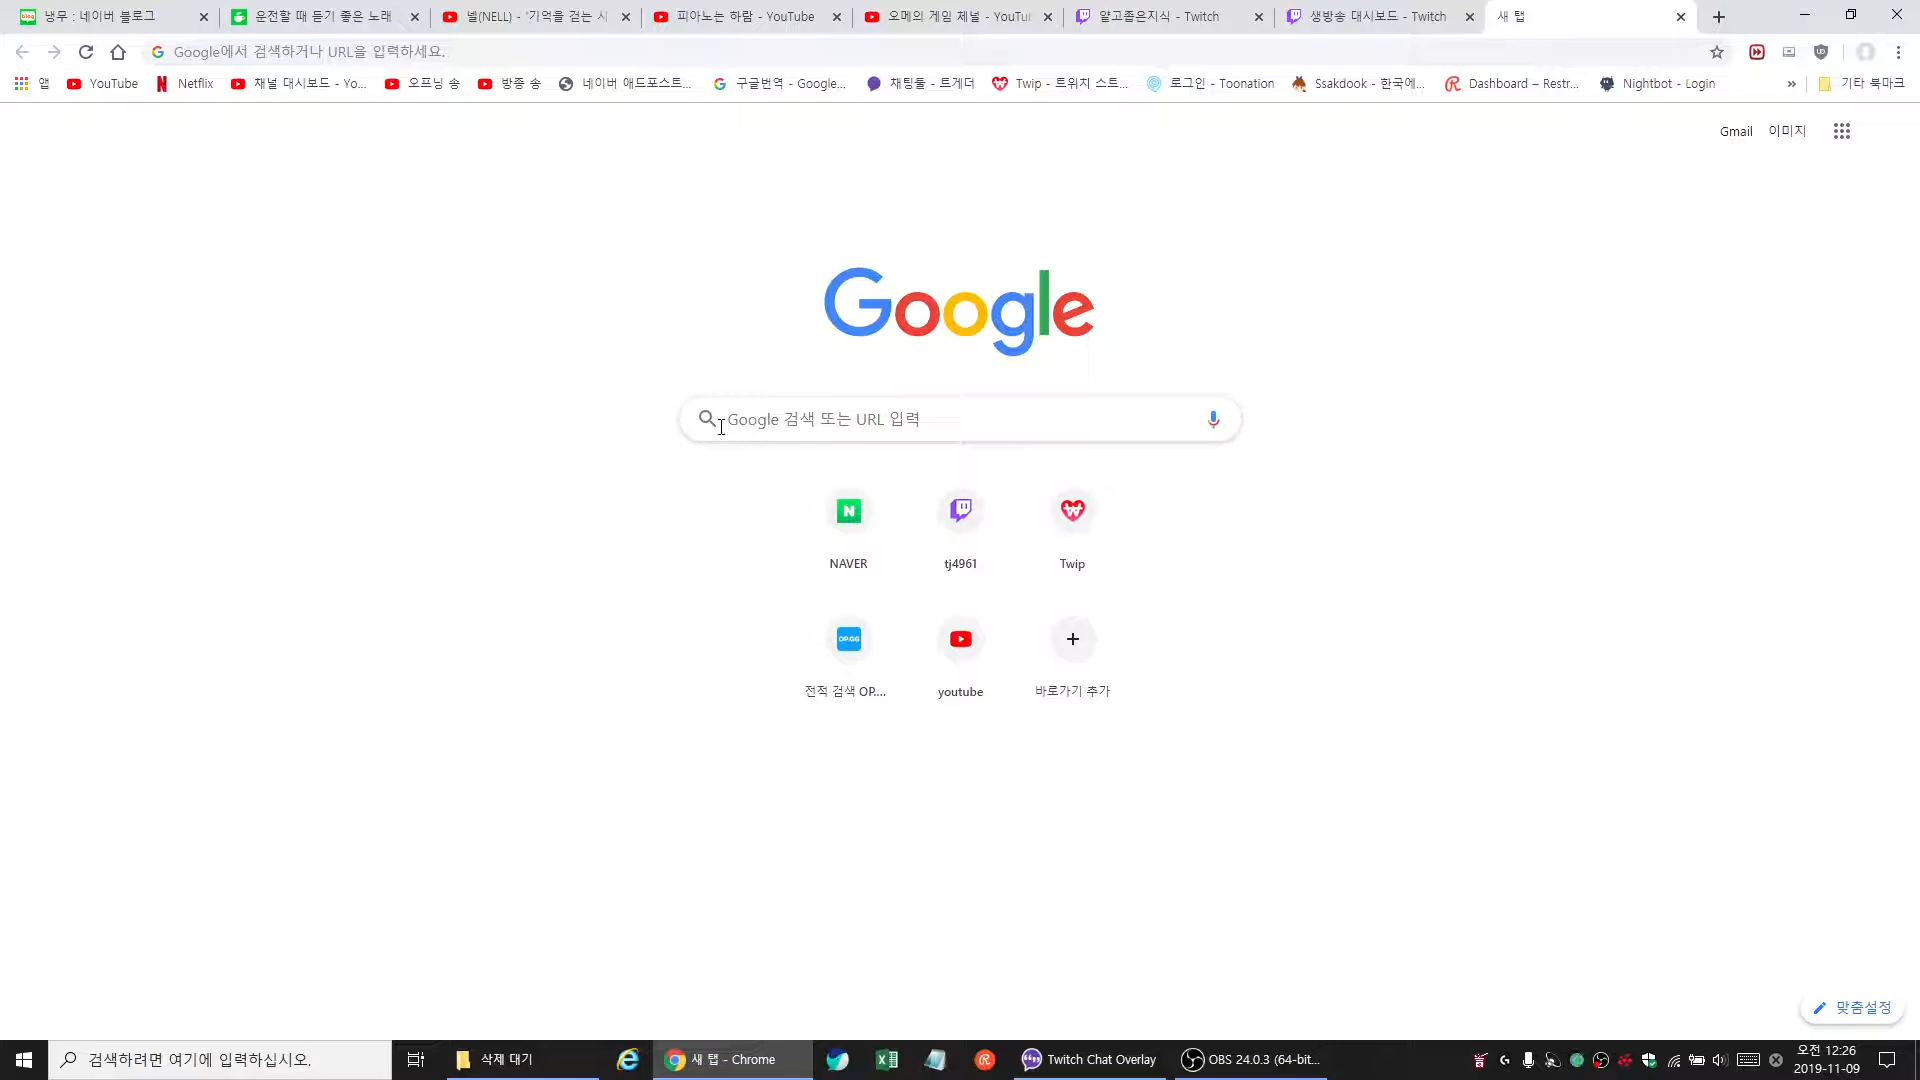 냉무 : 네이버 블로그
운전할 때 듣기 좋은 노래
넬(NELL) - '기억을 걷는 시
피아노는 하람 - YouTube
오메의 게임 채널 - YouTu
얕고좁은지식 - Twitch
생방송 대시보드 - Twitch
새 탭
Google에서 검색하거나 URL을 입력하세요.
앱
YouTube
Netflix
채널 대시보드 - Yo...
오프닝 송
방종 송
네이버 애드포스트...
구글번역 - Google...
채팅툴 - 트게더
Twip - 트위치 스트...
로그인 - Toonation
Ssakdook - 한국에...
Dashboard – Restr...
Nightbot - Login
»
기타 북마크
Gmail
이미지
Google
Google 검색 또는 URL 입력
NAVER
tj4961
Twip
OP.GG
전적 검색 OP....
youtube
바로가기 추가
맞춤설정
검색하려면 여기에 입력하십시오.
삭제 대기
새 탭 - Chrome
Twitch Chat Overlay
OBS 24.0.3 (64-bit...
오전 12:26
2019-11-09